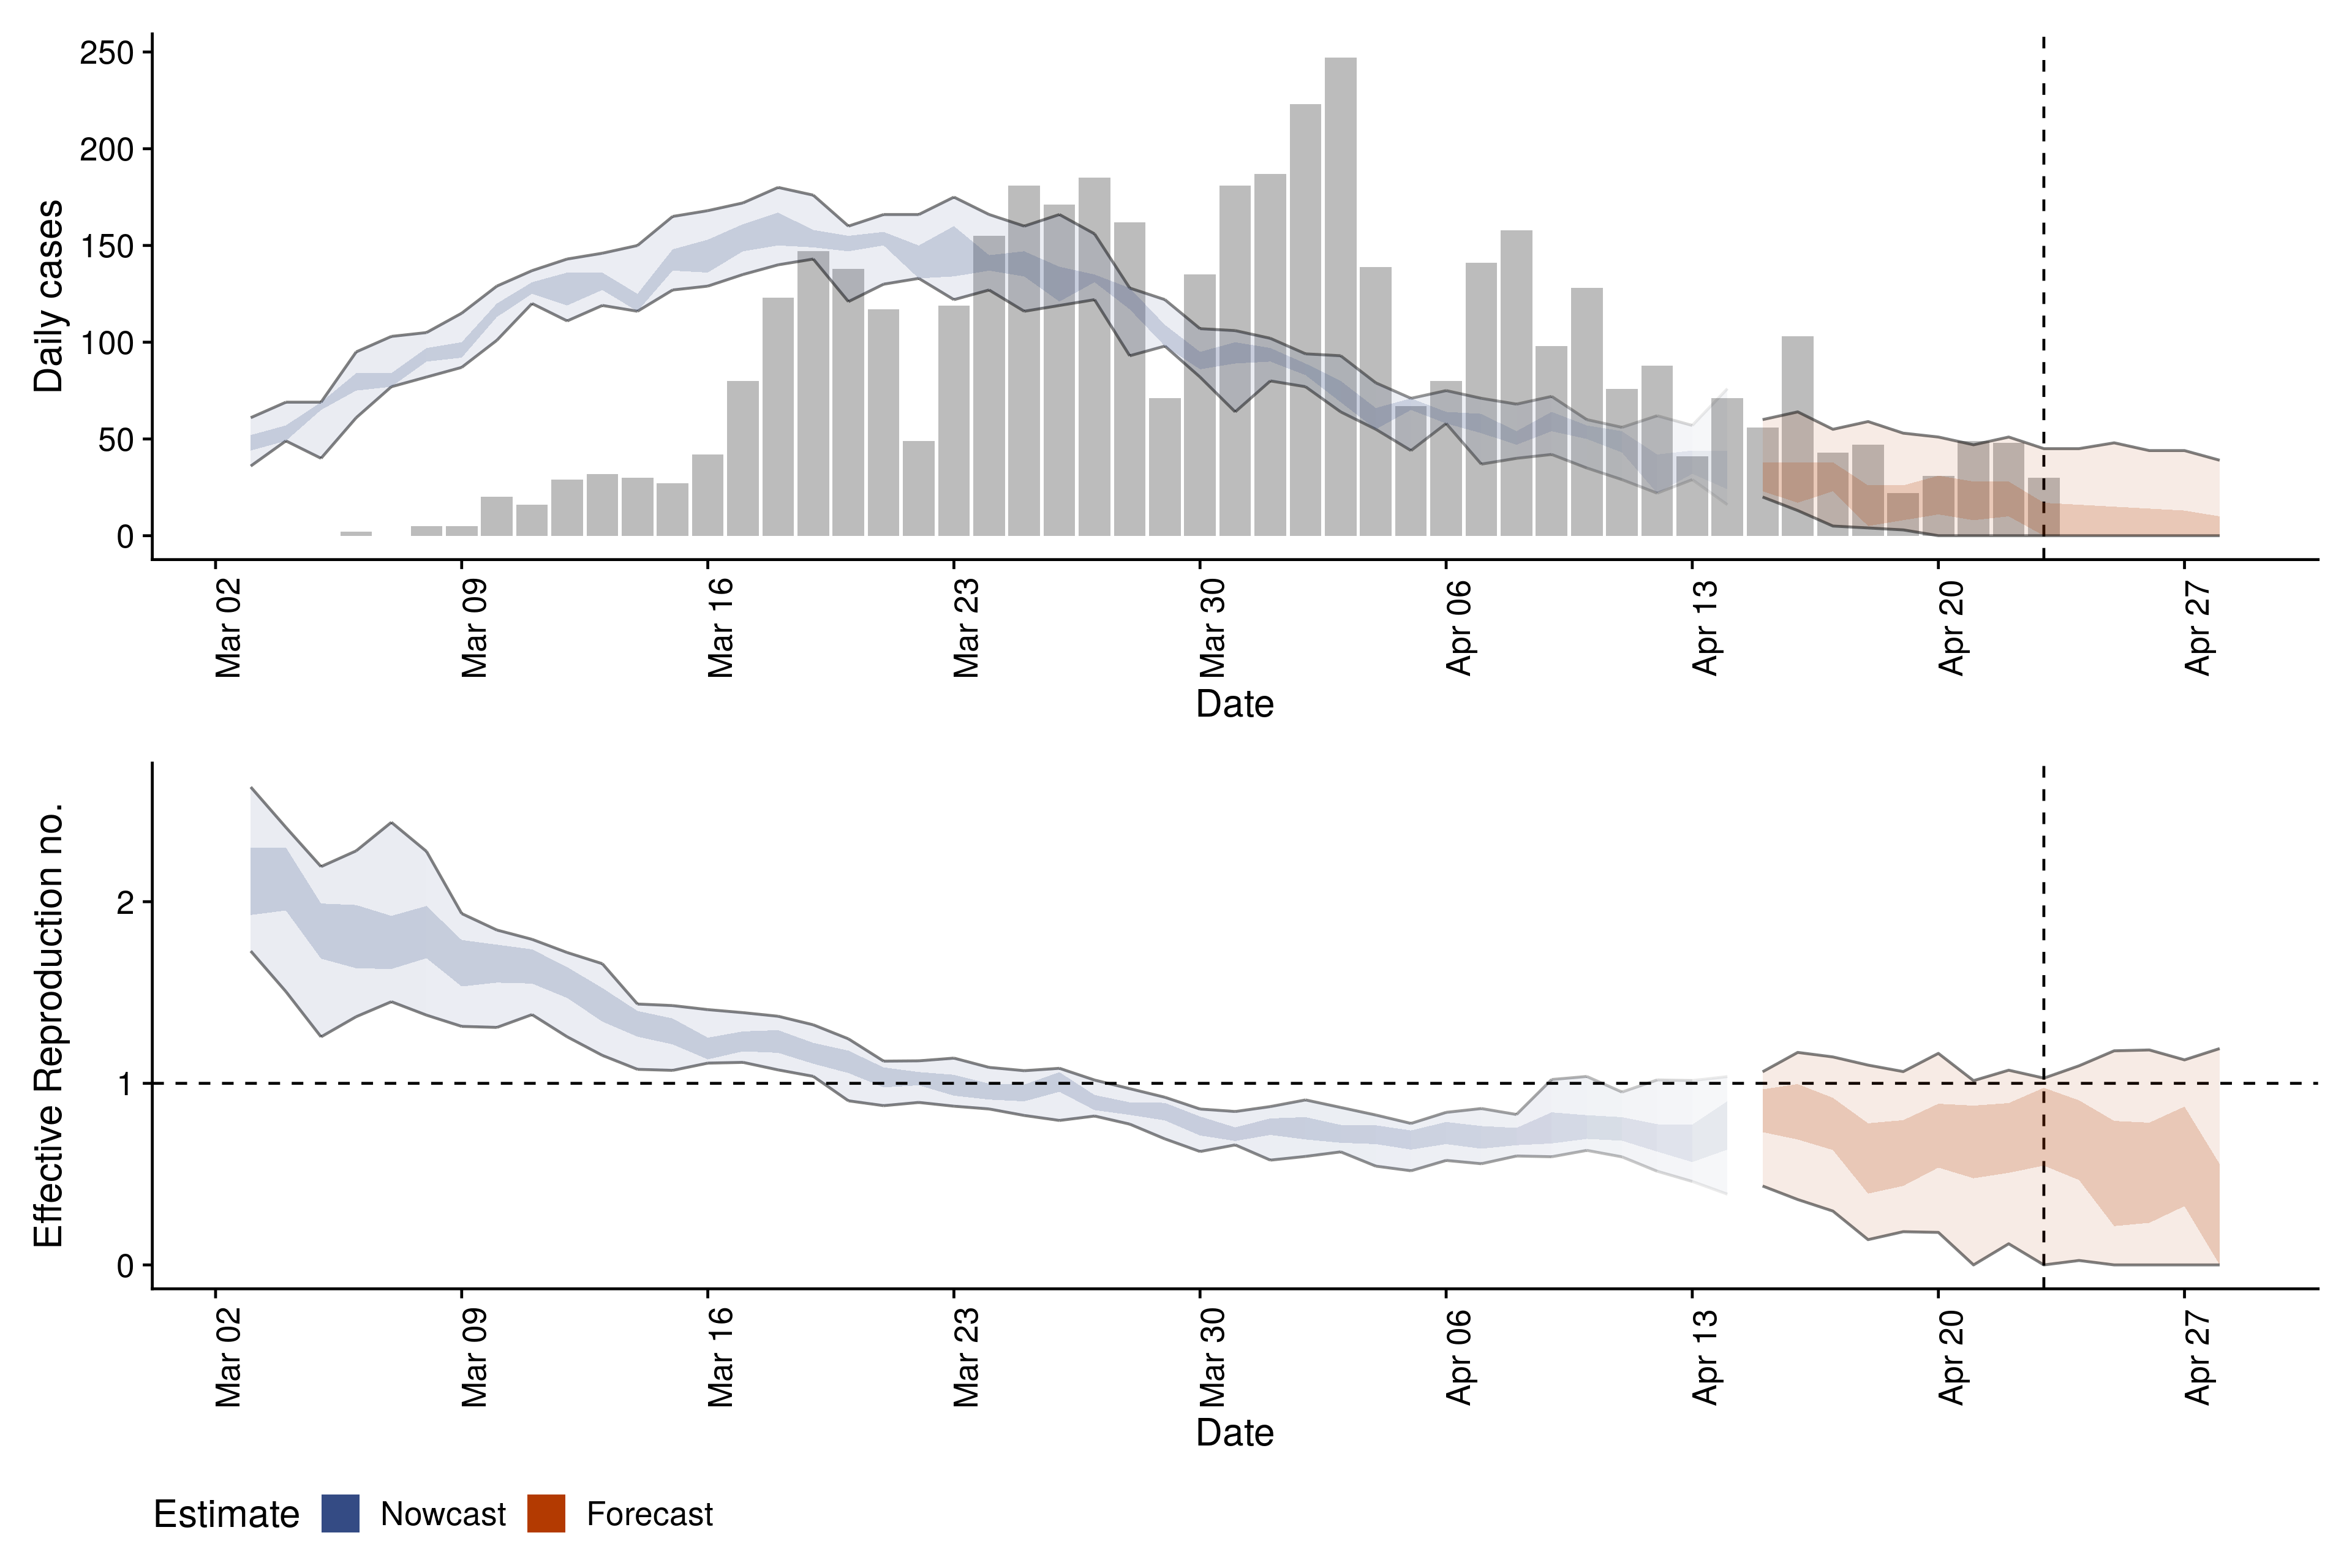 Daily cases
250
200
150
100
50
0
Mar 02
Mar 09
Mar 16
Mar 23
Mar 30
Apr 06
Apr 13
Apr 20
Apr 27
Date
Effective Reproduction no.
2
1
0
Mar 02
Mar 09
Mar 16
Mar 23
Mar 30
Apr 06
Apr 13
Apr 20
Apr 27
Date
Estimate Nowcast Forecast